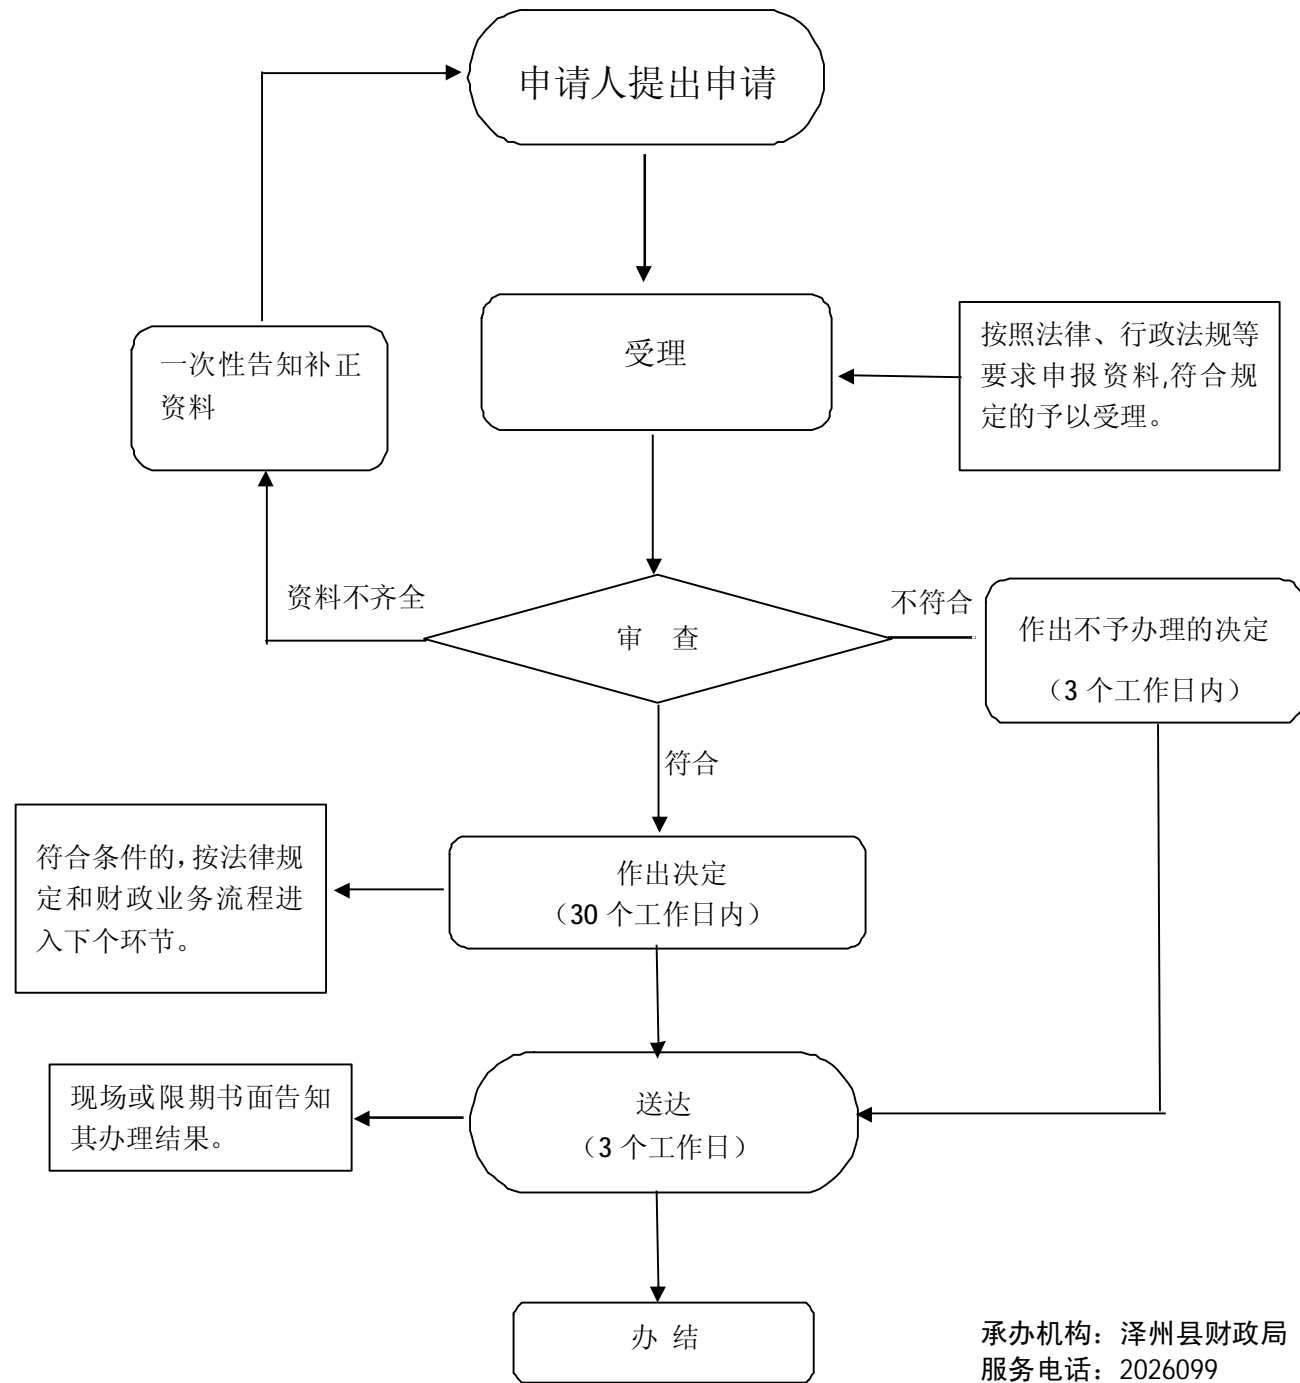 申请人提出申请
受理
按照法律、行政法规等
要求申报资料,符合规
定的予以受理。
一次性告知补正
资料
资料不齐全
审 查
不符合
作出不予办理的决定
（3 个工作日内）
符合
符合条件的，按法律规
定和财政业务流程进
入下个环节。
作出决定
（30 个工作日内）
现场或限期书面告知
其办理结果。
送达
（3 个工作日）
办 结
承办机构：泽州县财政局
服务电话：2026099